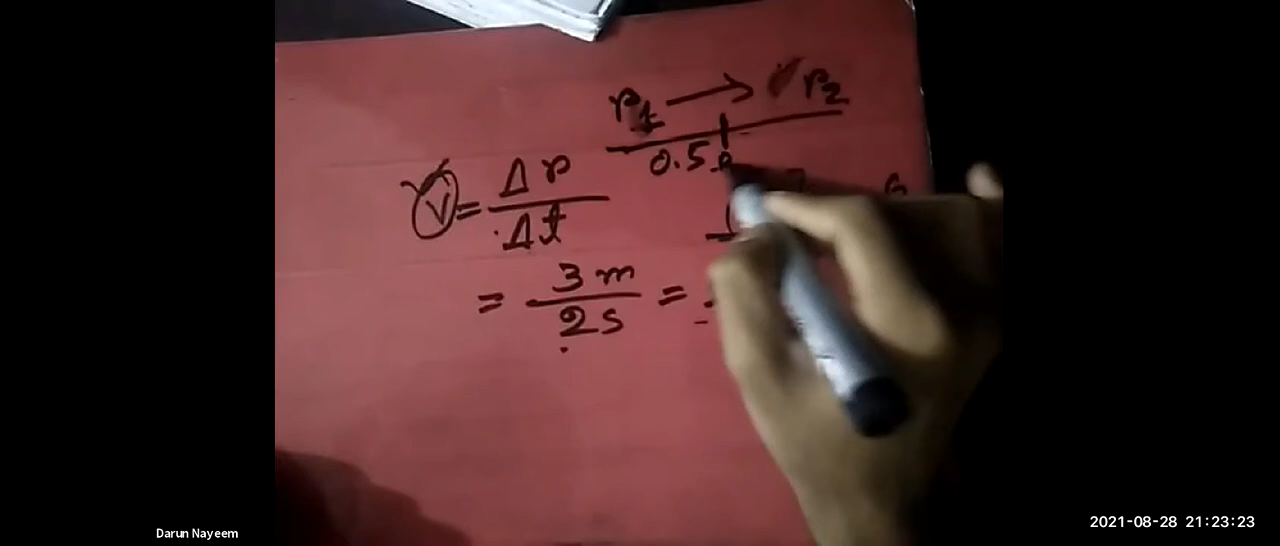 r₁ → r₂
0.5
V = Δr / Δt
= 3m / 2s =
Darun Nayeem
2021-08-28 21:23:23